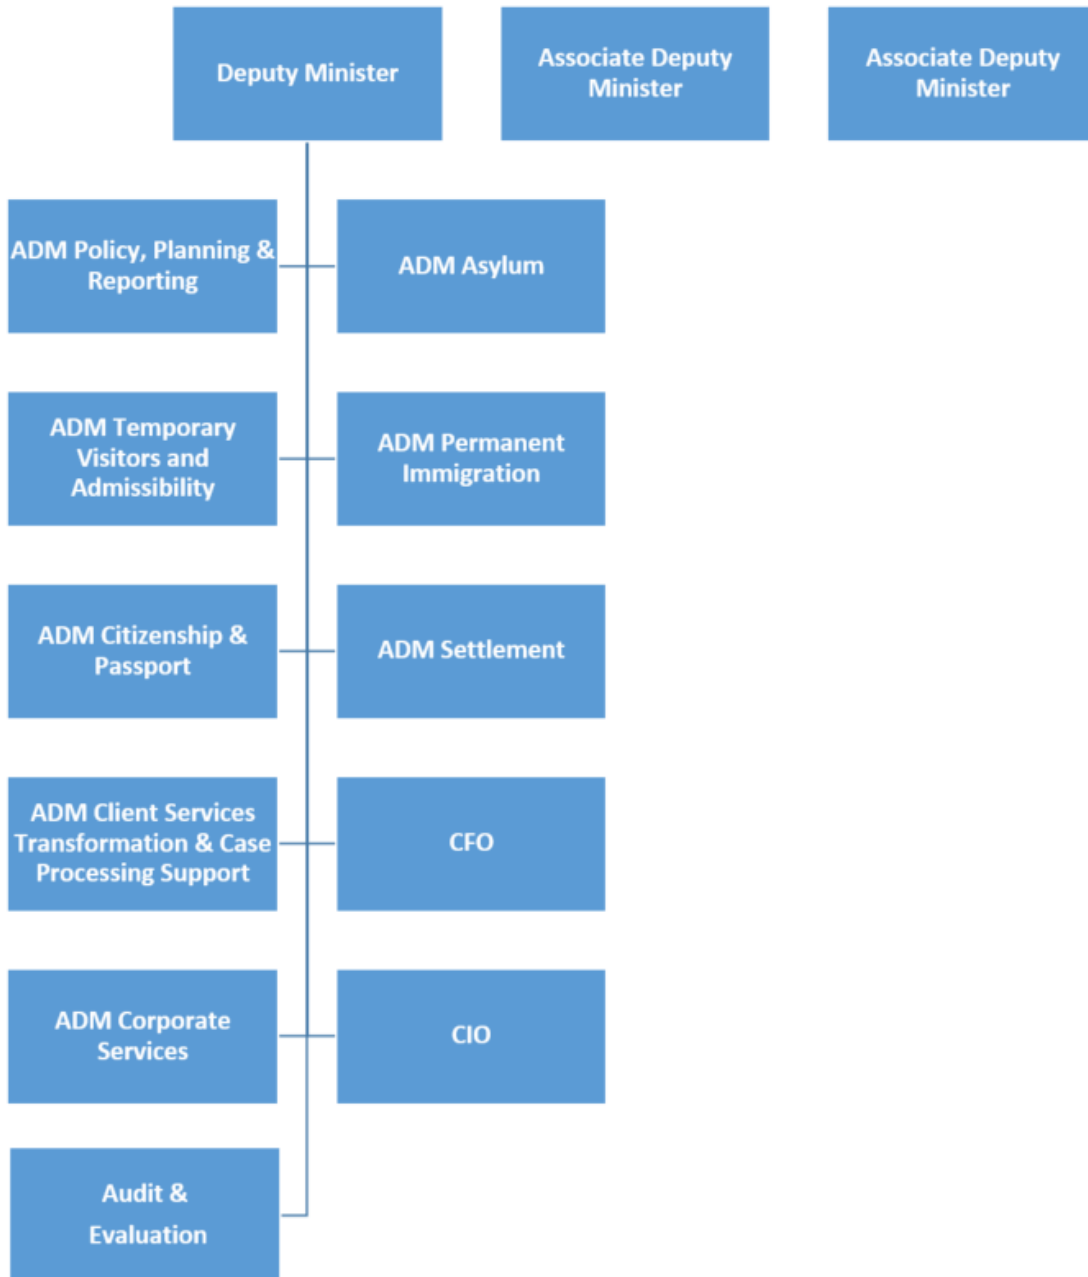 Deputy Minister
Associate Deputy
Minister
Associate Deputy
Minister
ADM Policy, Planning &
Reporting
ADM Asylum
ADM Temporary
Visitors and
Admissibility
ADM Permanent
Immigration
ADM Citizenship &
Passport
ADM Settlement
ADM Client Services
Transformation & Case
Processing Support
CFO
ADM Corporate
Services
CIO
Audit &
Evaluation